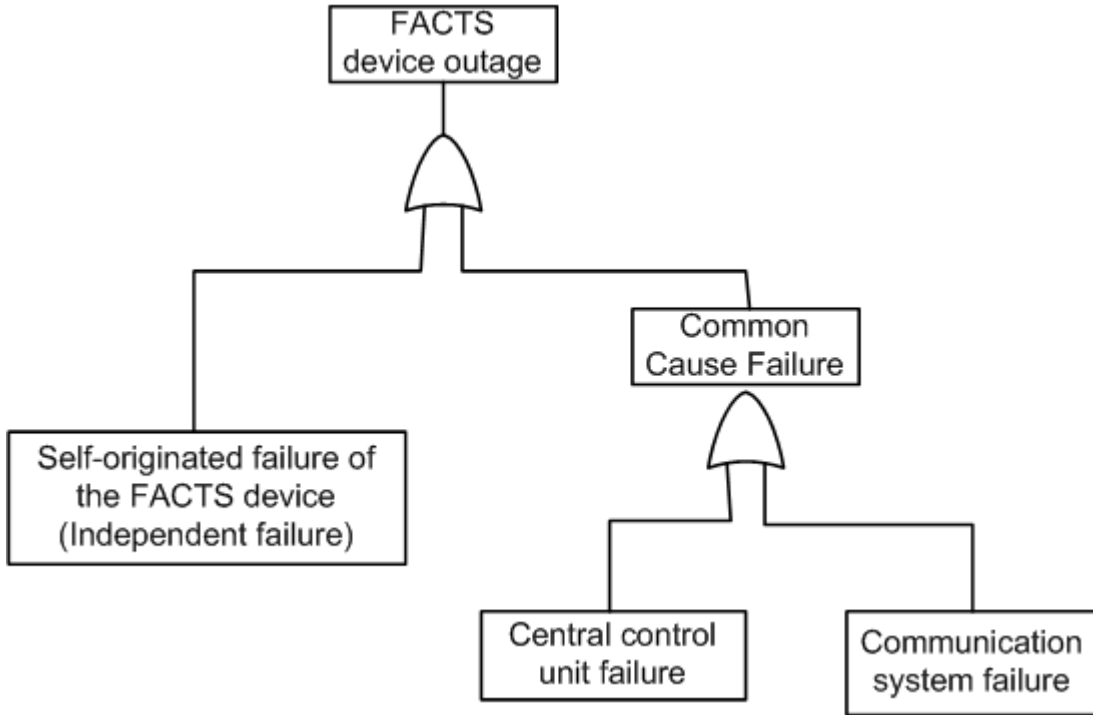 FACTS
device outage
Common
Cause Failure
Self-originated failure of
the FACTS device
(Independent failure)
Central control
unit failure
Communication
system failure